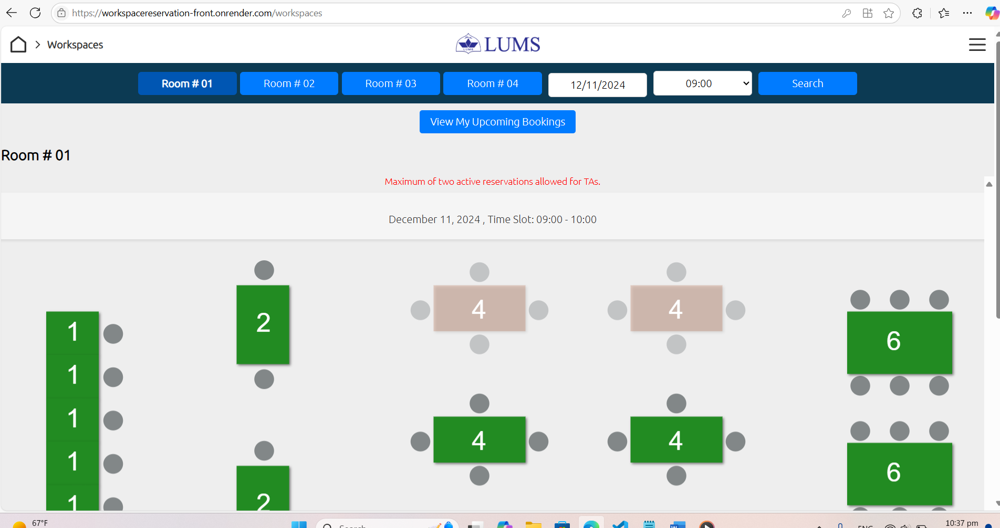 https://workspacereservation-front.onrender.com/workspaces
Workspaces
LUMS
LUMS
Room # 01
Room # 02
Room # 03
Room # 04
12/11/2024
09:00
Search
View My Upcoming Bookings
Room # 01
Maximum of two active reservations allowed for TAs.
December 11, 2024 , Time Slot: 09:00 - 10:00
2
4
4
1
6
1
1
4
4
1
6
1
2
67°F
Search
ENG
10:37 pm